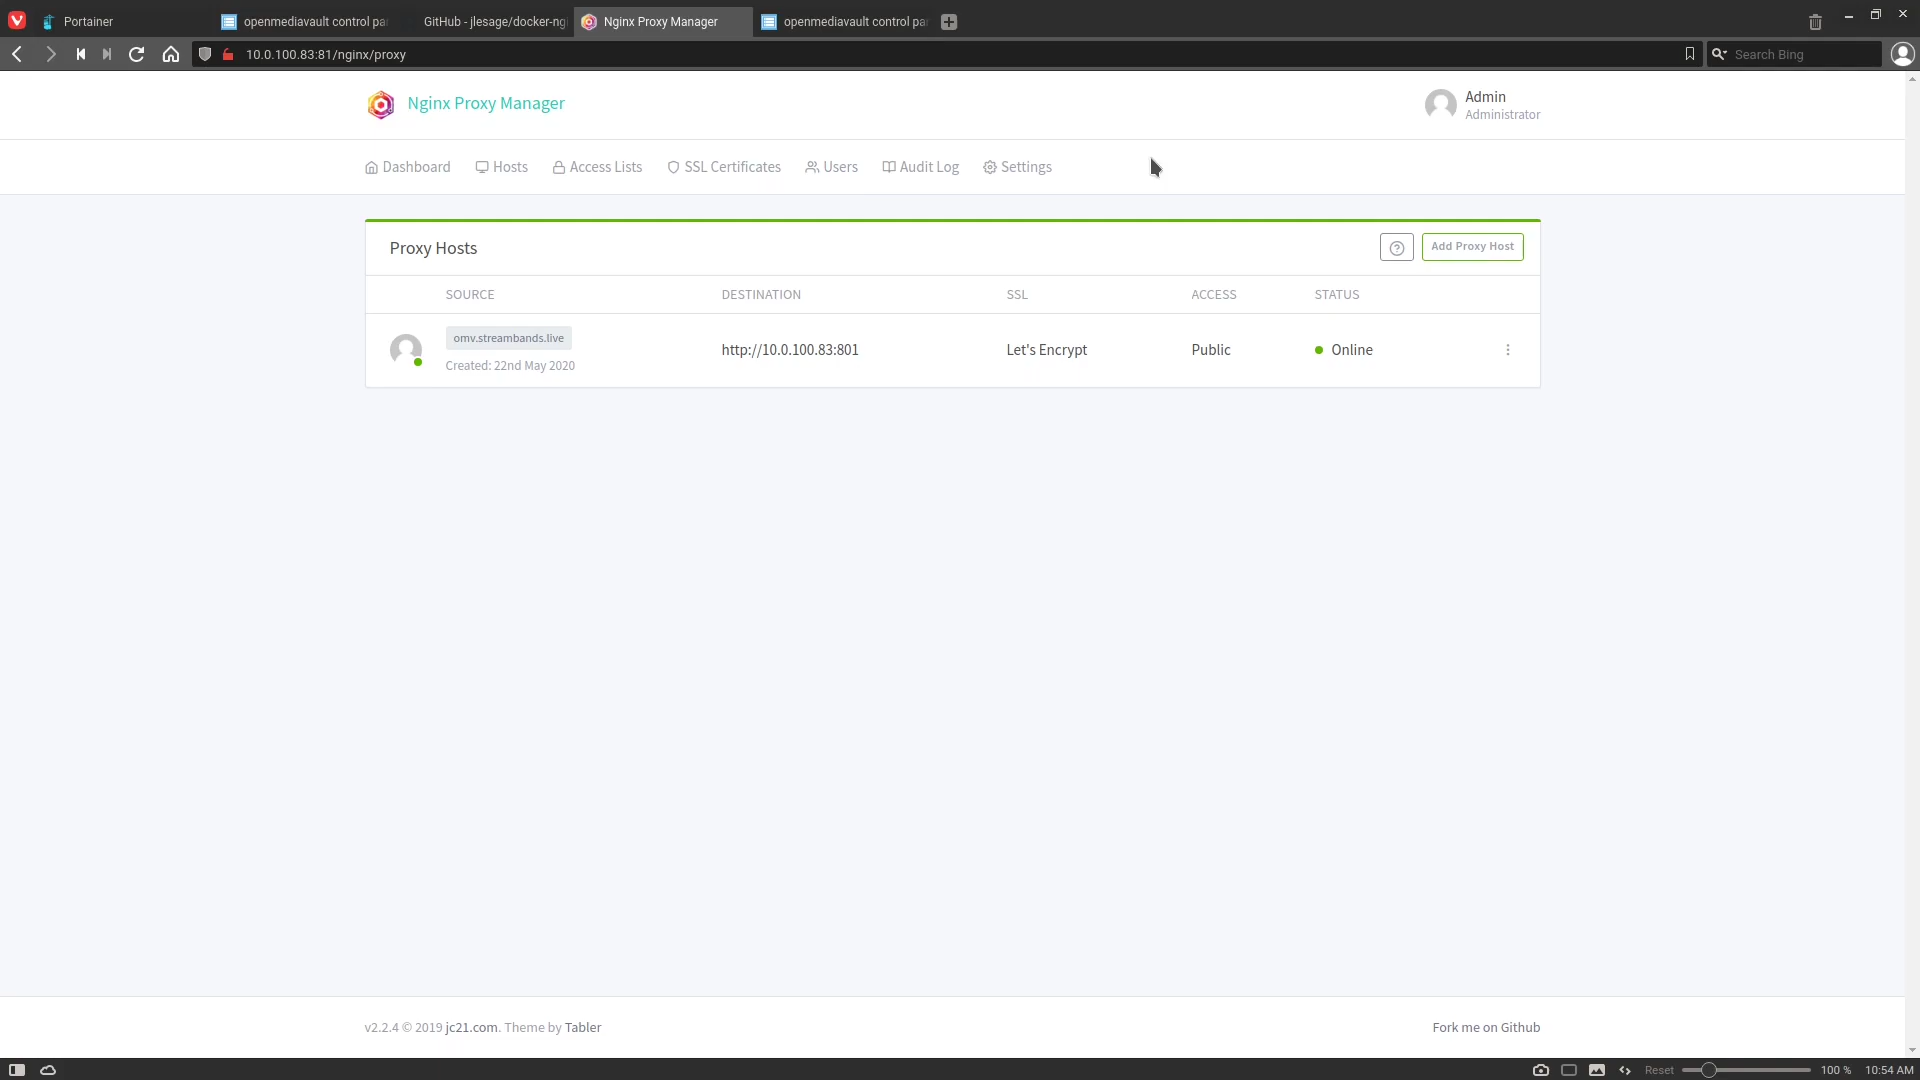 Portainer
openmediavault control pa
GitHub - jlesage/docker-ng
Nginx Proxy Manager
openmediavault control pa
10.0.100.83:81/nginx/proxy
Search Bing
Nginx Proxy Manager
Admin
Administrator
Dashboard
Hosts
Access Lists
SSL Certificates
Users
Audit Log
Settings
Proxy Hosts
Add Proxy Host
SOURCE
DESTINATION
SSL
ACCESS
STATUS
omv.streambands.live
Created: 22nd May 2020
http://10.0.100.83:801
Let's Encrypt
Public
Online
v2.2.4 © 2019 jc21.com. Theme by Tabler
Fork me on Github
Reset
100 %
10:54 AM